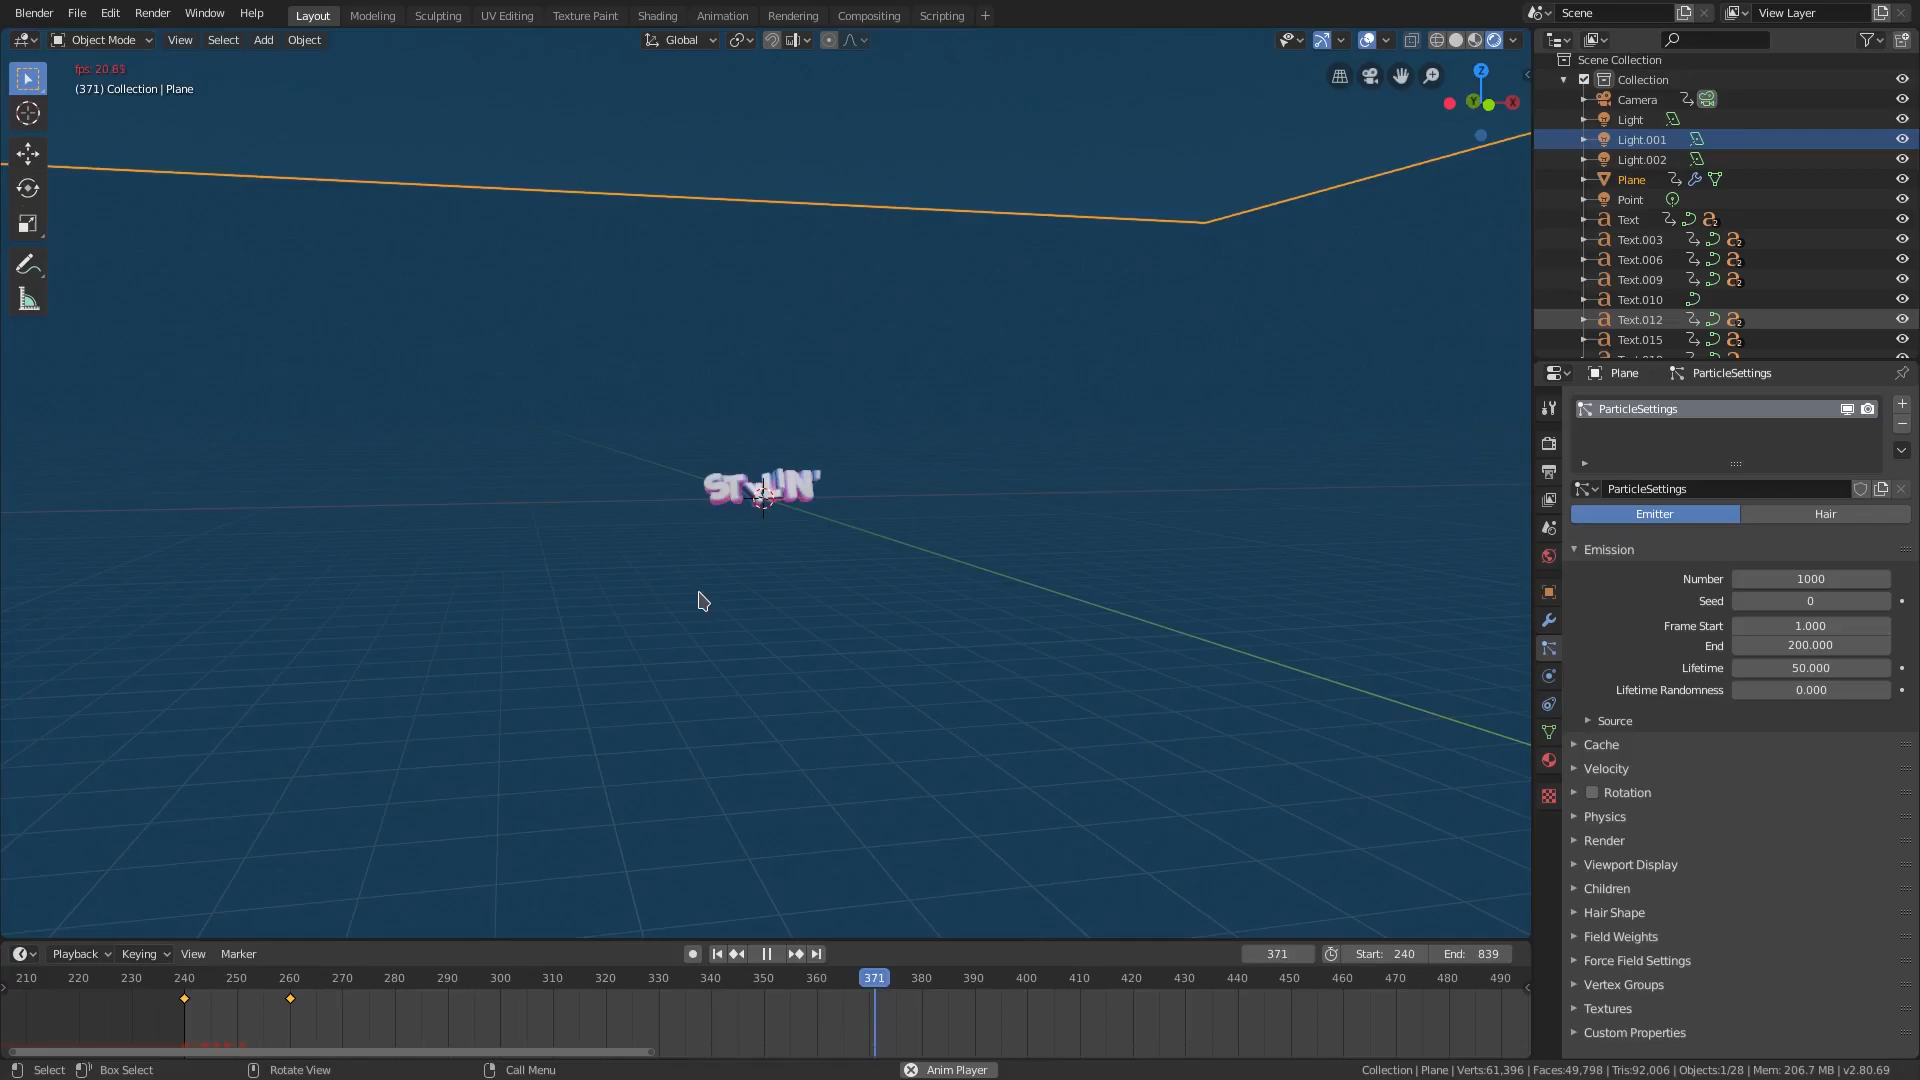 Blender File Edit Render Window Help Layout Modeling Sculpting UV Editing Texture Paint Shading Animation Rendering Compositing Scripting + Scene View Layer
Object Mode View Select Add Object Global
fps: 20.85
(371) Collection | Plane
Z
Y X
STYLIN'
Scene Collection
Collection
Camera
Light
Light.001
Light.002
Plane
Point
Text
Text.003
Text.006
Text.009
Text.010
Text.012
Text.015
Plane ParticleSettings
ParticleSettings
ParticleSettings
Emitter Hair
Emission
Number 1000
Seed 0
Frame Start 1.000
End 200.000
Lifetime 50.000
Lifetime Randomness 0.000
Source
Cache
Velocity
Rotation
Physics
Render
Viewport Display
Children
Hair Shape
Field Weights
Force Field Settings
Vertex Groups
Textures
Custom Properties
Playback Keying View Marker 371 Start: 240 End: 839
210 220 230 240 250 260 270 280 290 300 310 320 330 340 350 360 371 380 390 400 410 420 430 440 450 460 470 480 490
Select Box Select Rotate View Call Menu Anim Player Collection | Plane | Verts:61,396 | Faces:49,798 | Tris:92,006 | Objects:1/28 | Mem: 206.7 MB | v2.80.69